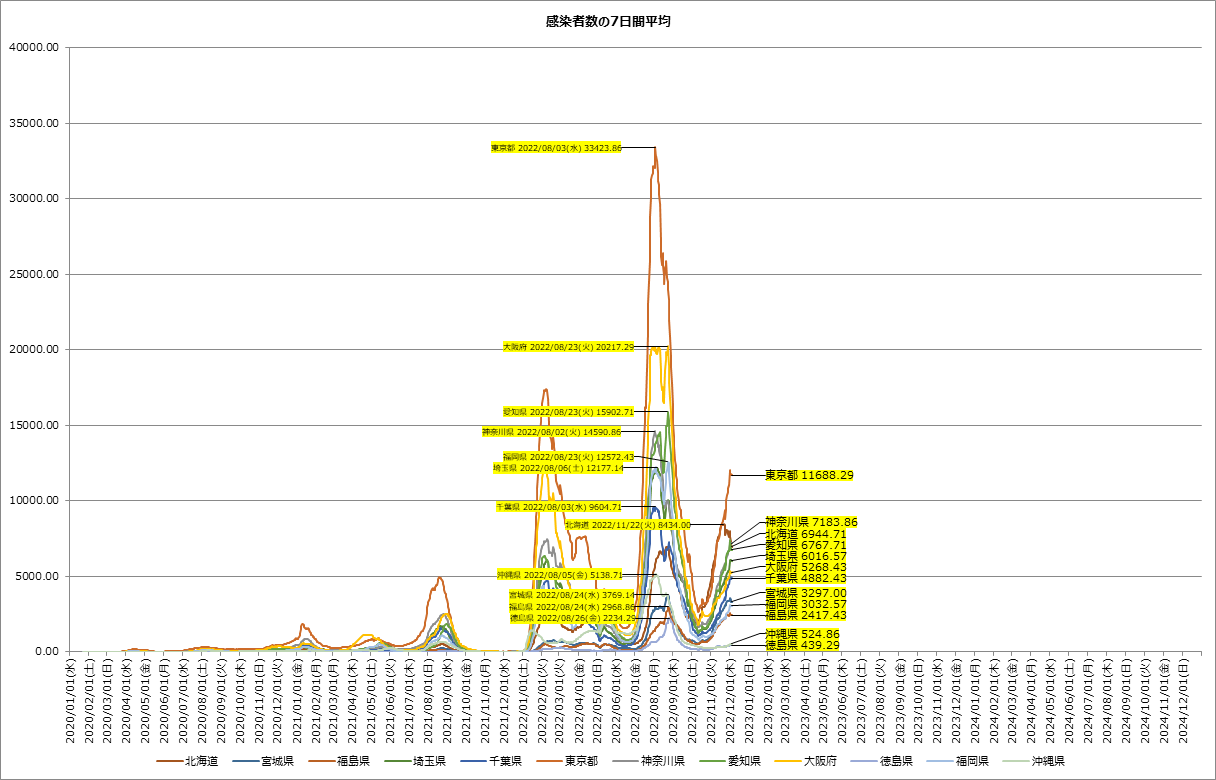 感染者数の7日間平均
40000.00
35000.00
30000.00
25000.00
20000.00
15000.00
10000.00
5000.00
0.00
東京都 2022/08/03(水) 33423.86
大阪府 2022/08/23(火) 20217.29
愛知県 2022/08/23(火) 15902.71
神奈川県 2022/08/02(火) 14590.86
福岡県 2022/08/23(火) 12572.43
埼玉県 2022/08/06(土) 12177.14
千葉県 2022/08/03(水) 9604.71
北海道 2022/11/22(火) 8434.00
沖縄県 2022/08/05(金) 5138.71
宮城県 2022/08/24(水) 3769.14
福島県 2022/08/24(水) 2968.86
徳島県 2022/08/26(金) 2234.29
東京都 11688.29
神奈川県 7183.86
北海道 6944.71
愛知県 6767.71
埼玉県 6016.57
大阪府 5268.43
千葉県 4882.43
宮城県 3297.00
福岡県 3032.57
福島県 2417.43
沖縄県 524.86
徳島県 439.29
2020/01/01(水)
2020/02/01(土)
2020/03/01(日)
2020/04/01(水)
2020/05/01(金)
2020/06/01(月)
2020/07/01(水)
2020/08/01(土)
2020/09/01(火)
2020/10/01(木)
2020/11/01(日)
2020/12/01(火)
2021/01/01(金)
2021/02/01(月)
2021/03/01(月)
2021/04/01(木)
2021/05/01(土)
2021/06/01(火)
2021/07/01(木)
2021/08/01(日)
2021/09/01(水)
2021/10/01(金)
2021/11/01(月)
2021/12/01(水)
2022/01/01(土)
2022/02/01(火)
2022/03/01(火)
2022/04/01(金)
2022/05/01(日)
2022/06/01(水)
2022/07/01(金)
2022/08/01(月)
2022/09/01(木)
2022/10/01(土)
2022/11/01(火)
2022/12/01(木)
2023/01/01(日)
2023/02/01(水)
2023/03/01(水)
2023/04/01(土)
2023/05/01(月)
2023/06/01(木)
2023/07/01(土)
2023/08/01(火)
2023/09/01(金)
2023/10/01(日)
2023/11/01(水)
2023/12/01(金)
2024/01/01(月)
2024/02/01(木)
2024/03/01(金)
2024/04/01(月)
2024/05/01(水)
2024/06/01(土)
2024/07/01(月)
2024/08/01(木)
2024/09/01(日)
2024/10/01(火)
2024/11/01(金)
2024/12/01(日)
北海道 宮城県 福島県 埼玉県 千葉県 東京都 神奈川県 愛知県 大阪府 徳島県 福岡県 沖縄県